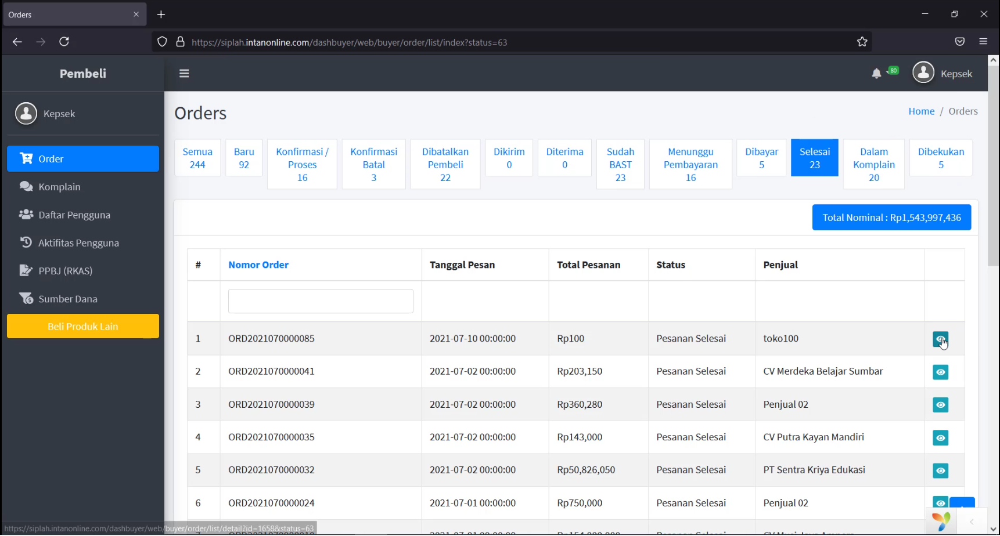 Orders
https://siplah.intanonline.com/dashbuyer/web/buyer/order/list/index?status=63
Pembeli
80
Kepsek
Kepsek
Order
Komplain
Daftar Pengguna
Aktifitas Pengguna
PPBJ (RKAS)
Sumber Dana
Beli Produk Lain
Orders
Home / Orders
Semua
244
Baru
92
Konfirmasi /
Proses
16
Konfirmasi
Batal
3
Dibatalkan
Pembeli
22
Dikirim
0
Diterima
0
Sudah
BAST
23
Menunggu
Pembayaran
16
Dibayar
5
Selesai
23
Dalam
Komplain
20
Dibekukan
5
Total Nominal : Rp1,543,997,436
# Nomor Order Tanggal Pesan Total Pesanan Status Penjual
1 ORD2021070000085 2021-07-10 00:00:00 Rp100 Pesanan Selesai toko100
2 ORD2021070000041 2021-07-02 00:00:00 Rp203,150 Pesanan Selesai CV Merdeka Belajar Sumbar
3 ORD2021070000039 2021-07-02 00:00:00 Rp360,280 Pesanan Selesai Penjual 02
4 ORD2021070000035 2021-07-02 00:00:00 Rp143,000 Pesanan Selesai CV Putra Kayan Mandiri
5 ORD2021070000032 2021-07-02 00:00:00 Rp50,826,050 Pesanan Selesai PT Sentra Kriya Edukasi
6 ORD2021070000024 2021-07-01 00:00:00 Rp750,000 Pesanan Selesai Penjual 02
https://siplah.intanonline.com/dashbuyer/web/buyer/order/list/detail?id=1658&status=63